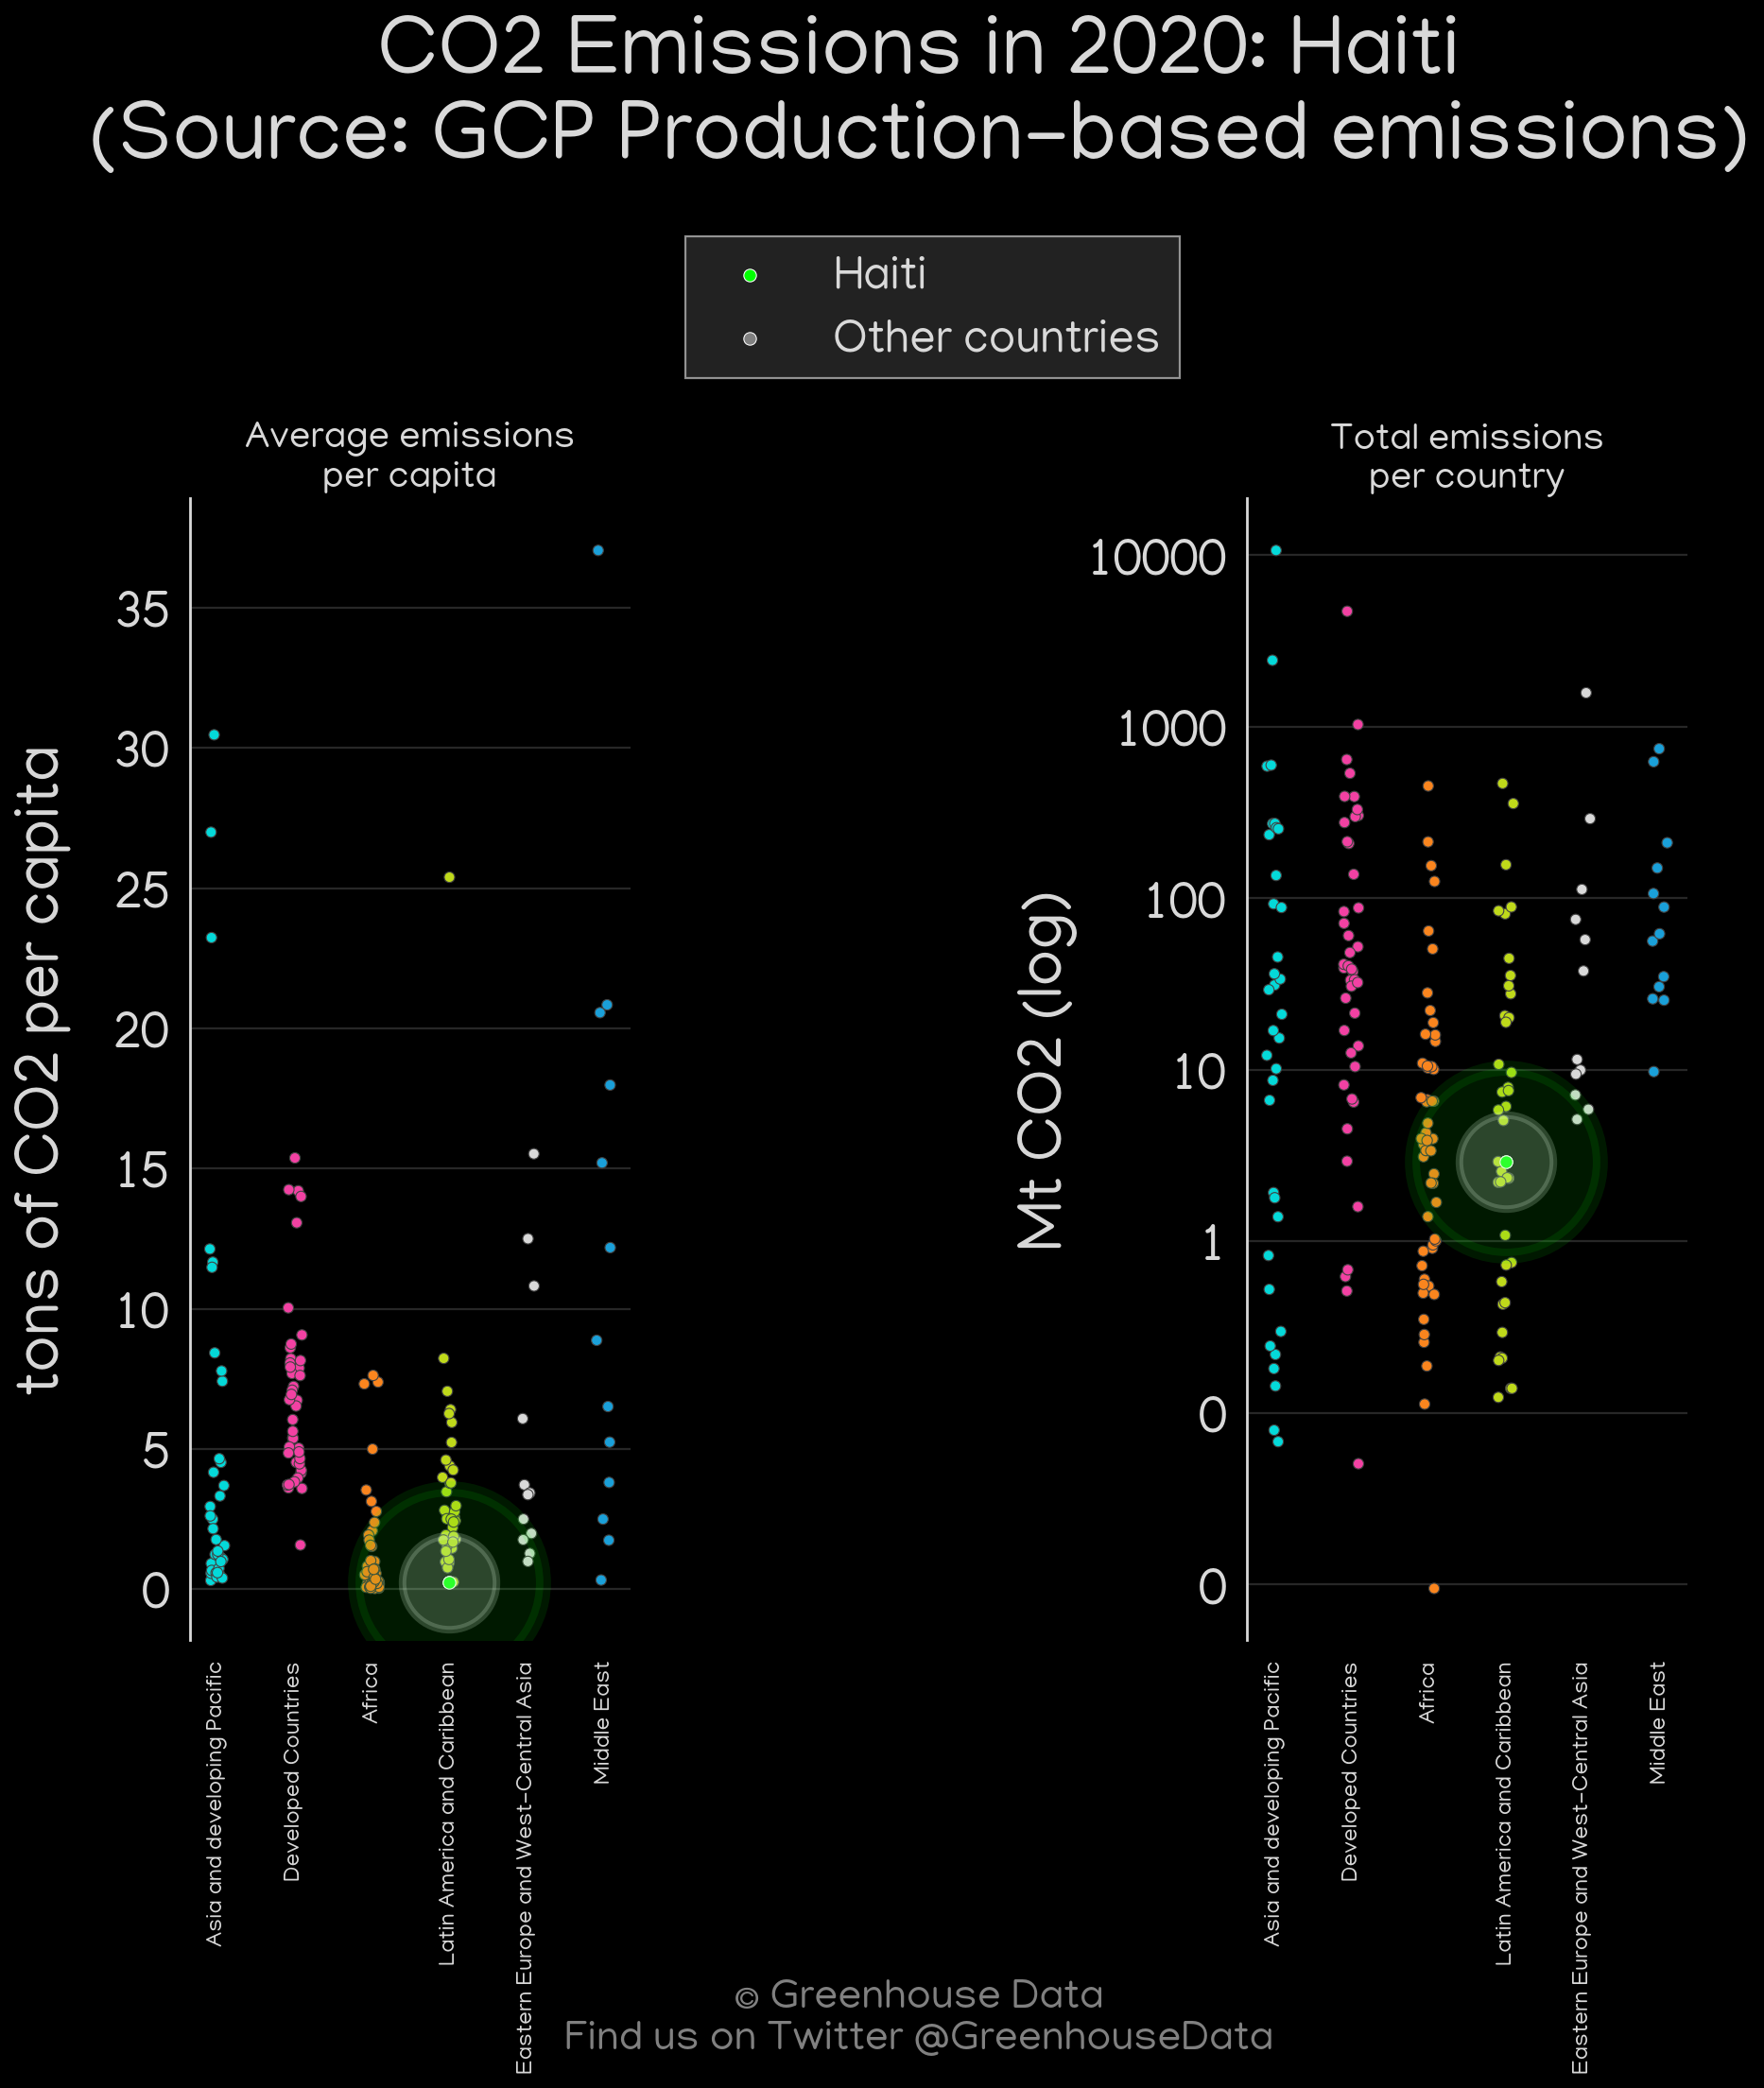 CO2 Emissions in 2020: Haiti
(Source: GCP Production-based emissions)
Haiti
Other countries
Average emissions
per capita
tons of CO2 per capita
35
30
25
20
15
10
5
0
Asia and developing Pacific
Developed Countries
Africa
Latin America and Caribbean
Eastern Europe and West-Central Asia
Middle East
Total emissions
per country
Mt CO2 (log)
10000
1000
100
10
1
0
0
Asia and developing Pacific
Developed Countries
Africa
Latin America and Caribbean
Eastern Europe and West-Central Asia
Middle East
© Greenhouse Data
Find us on Twitter @GreenhouseData